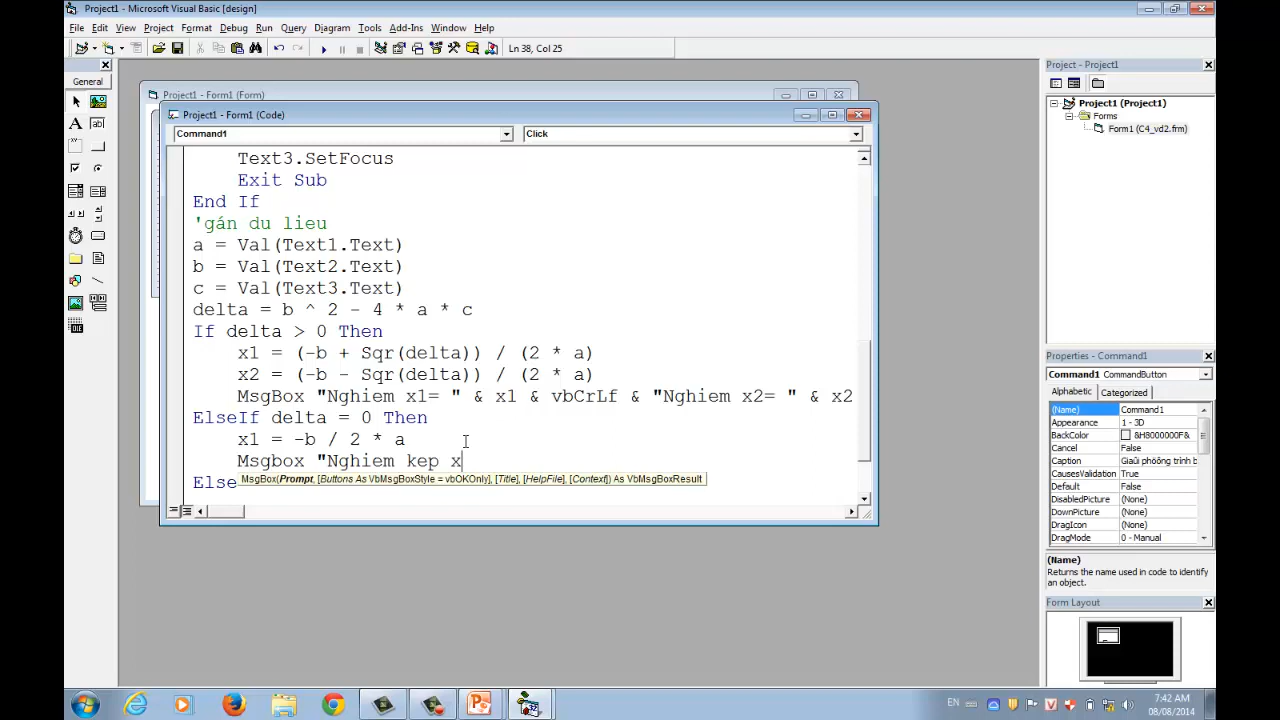 Project1 - Microsoft Visual Basic [design]
File Edit View Project Format Debug Run Query Diagram Tools Add-Ins Window Help
Ln 38, Col 25
General
Project1 - Form1 (Form)
Project1 - Form1 (Code)
Command1 Click
Text3.SetFocus
Exit Sub
End If
'gán du lieu
a = Val(Text1.Text)
b = Val(Text2.Text)
c = Val(Text3.Text)
delta = b ^ 2 - 4 * a * c
If delta > 0 Then
x1 = (-b + Sqr(delta)) / (2 * a)
x2 = (-b - Sqr(delta)) / (2 * a)
MsgBox "Nghiem x1= " & x1 & vbCrLf & "Nghiem x2= " & x2
ElseIf delta = 0 Then
x1 = -b / 2 * a
Msgbox "Nghiem kep x
Else
MsgBox(Prompt, [Buttons As VbMsgBoxStyle = vbOKOnly], [Title], [HelpFile], [Context]) As VbMsgBoxResult
Project - Project1
Project1 (Project1)
Forms
Form1 (C4_vd2.frm)
Properties - Command1
Command1 CommandButton
Alphabetic Categorized
(Name) Command1
Appearance 1 - 3D
BackColor &H8000000F&
Caption Giaûi phöông trình b
CausesValidation True
Default False
DisabledPicture (None)
DownPicture (None)
DragIcon (None)
DragMode 0 - Manual
(Name)
Returns the name used in code to identify
an object.
Form Layout
EN
7:42 AM
08/08/2014